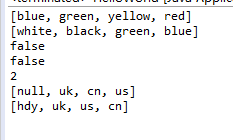 [blue, green, yellow, red]
[white, black, green, blue]
false
false
2
[null, uk, cn, us]
[hdy, uk, us, cn]